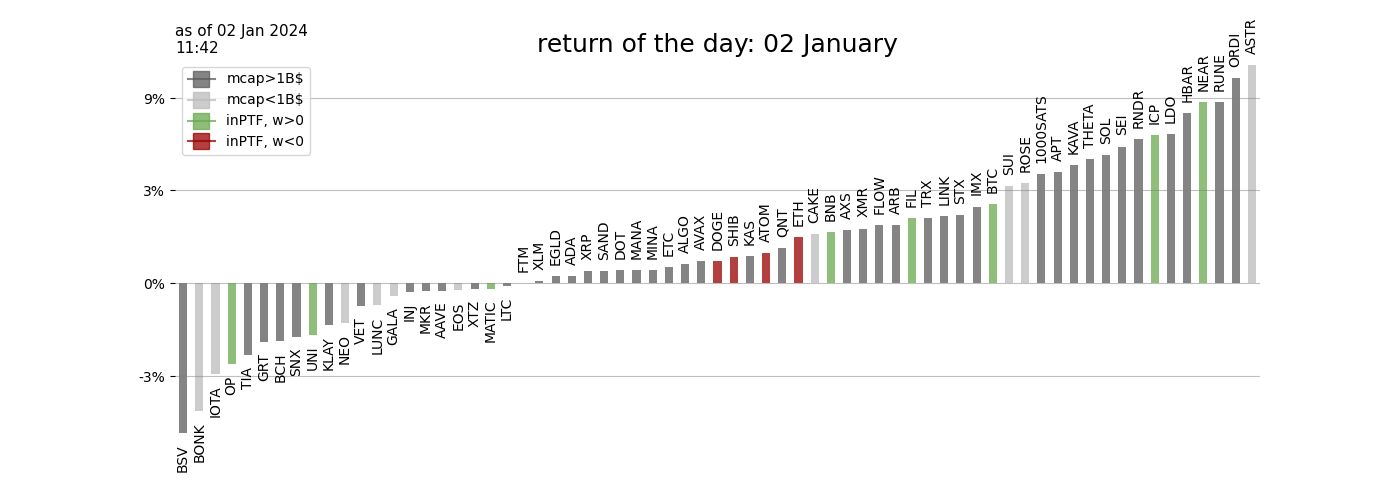 as of 02 Jan 2024
11:42
return of the day: 02 January
mcap>1B$
mcap<1B$
inPTF, w>0
inPTF, w<0
9%
3%
0%
-3%
BSV
BONK
IOTA
OP
TIA
GRT
BCH
SNX
UNI
KLAY
NEO
VET
LUNC
GALA
INJ
MKR
AAVE
EOS
XTZ
MATIC
LTC
FTM
XLM
EGLD
ADA
XRP
SAND
DOT
MANA
MINA
ETC
ALGO
AVAX
DOGE
SHIB
KAS
ATOM
QNT
ETH
CAKE
BNB
AXS
XMR
FLOW
ARB
FIL
TRX
LINK
STX
IMX
BTC
SUI
ROSE
1000SATS
APT
KAVA
THETA
SOL
SEI
RNDR
ICP
LDO
HBAR
NEAR
RUNE
ORDI
ASTR